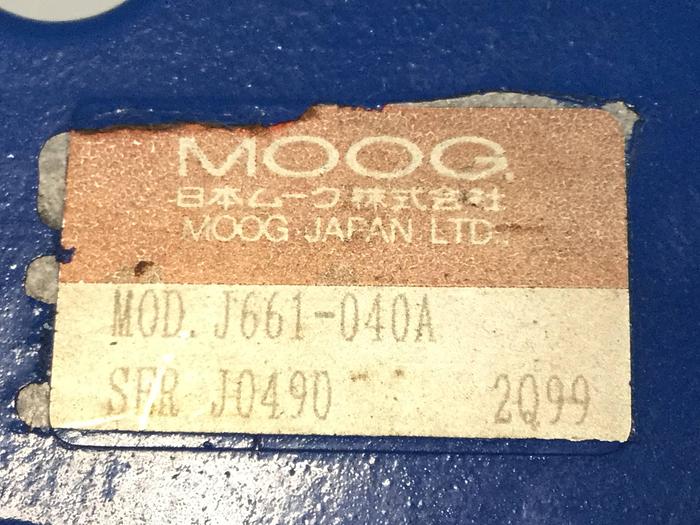 MOOG
日本ムーグ株式会社
MOOG JAPAN LTD.
MOD. J661-040A
SER J0490 2Q99